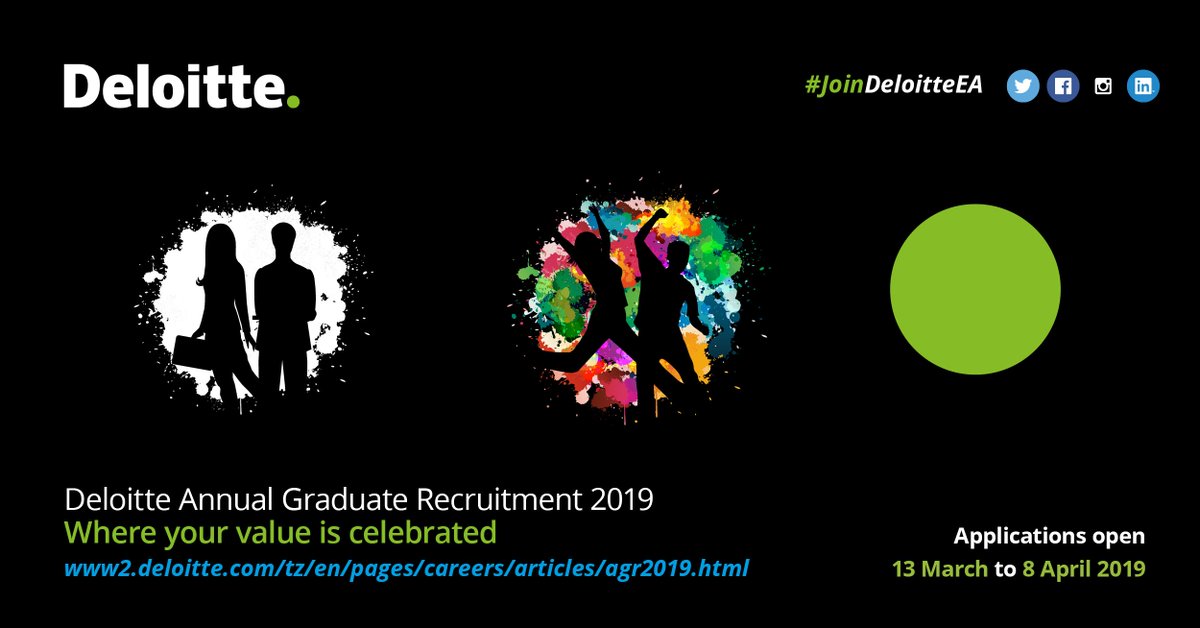 Deloitte.
#JoinDeloitteEA
Deloitte Annual Graduate Recruitment 2019
Where your value is celebrated
www2.deloitte.com/tz/en/pages/careers/articles/agr2019.html
Applications open
13 March to 8 April 2019